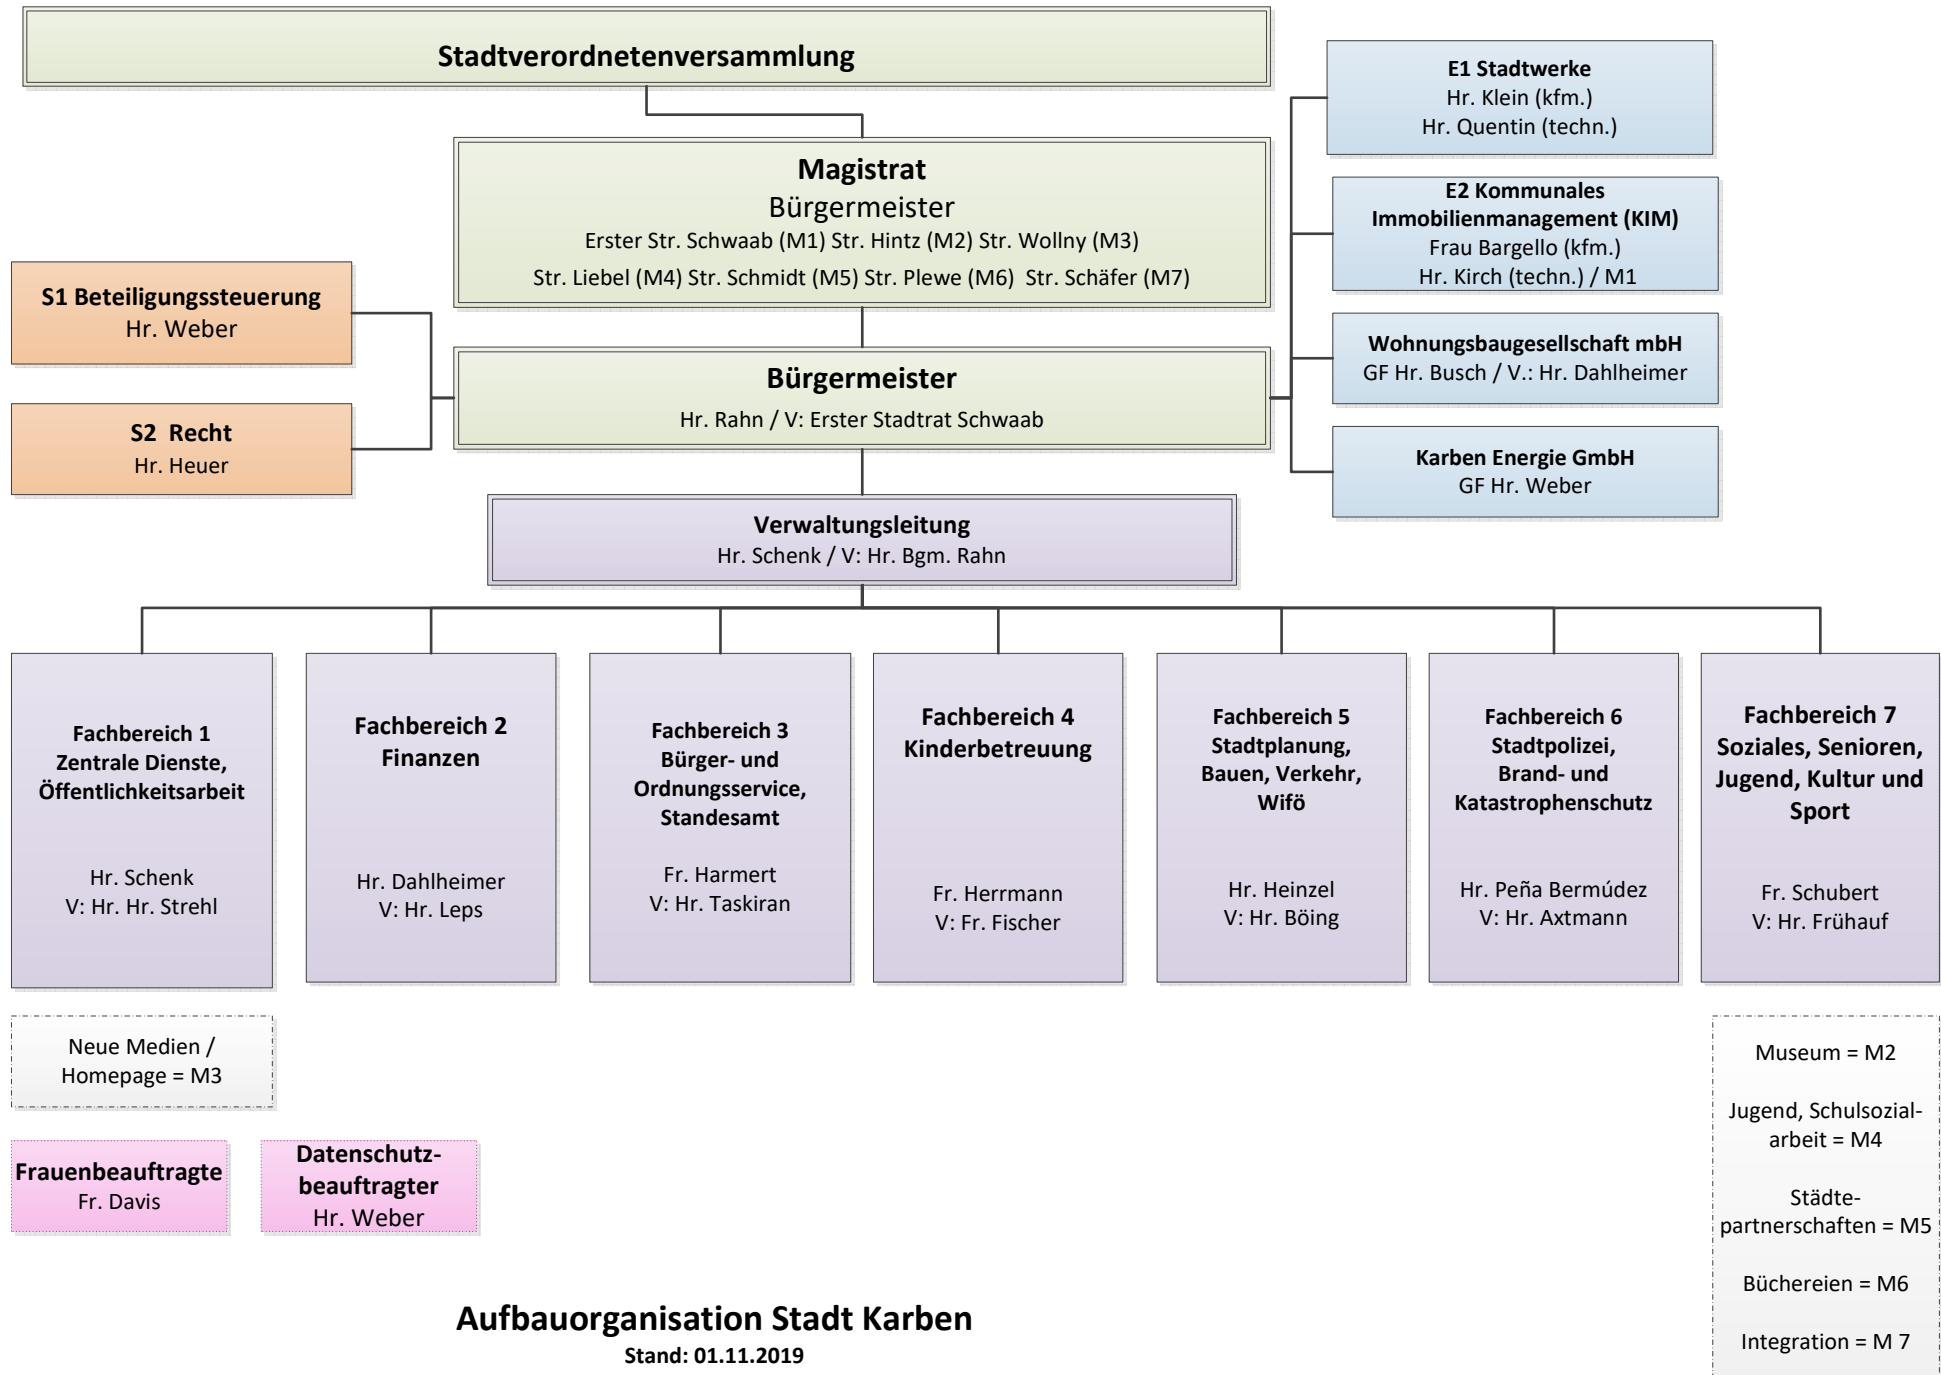 Stadtverordnetenversammlung
Magistrat
Bürgermeister
Erster Str. Schwaab (M1) Str. Hintz (M2) Str. Wollny (M3)
Str. Liebel (M4) Str. Schmidt (M5) Str. Plewe (M6)  Str. Schäfer (M7)
E1 Stadtwerke
Hr. Klein (kfm.)
Hr. Quentin (techn.)
E2 Kommunales
Immobilienmanagement (KIM)
Frau Bargello (kfm.)
Hr. Kirch (techn.) / M1
Wohnungsbaugesellschaft mbH
GF Hr. Busch / V.: Hr. Dahlheimer
Karben Energie GmbH
GF Hr. Weber
S1 Beteiligungssteuerung
Hr. Weber
S2  Recht
Hr. Heuer
Bürgermeister
Hr. Rahn / V: Erster Stadtrat Schwaab
Verwaltungsleitung
Hr. Schenk / V: Hr. Bgm. Rahn
Fachbereich 1
Zentrale Dienste,
Öffentlichkeitsarbeit
Hr. Schenk
V: Hr. Hr. Strehl
Fachbereich 2
Finanzen
Hr. Dahlheimer
V: Hr. Leps
Fachbereich 3
Bürger- und
Ordnungsservice,
Standesamt
Fr. Harmert
V: Hr. Taskiran
Fachbereich 4
Kinderbetreuung
Fr. Herrmann
V: Fr. Fischer
Fachbereich 5
Stadtplanung,
Bauen, Verkehr,
Wifö
Hr. Heinzel
V: Hr. Böing
Fachbereich 6
Stadtpolizei,
Brand- und
Katastrophenschutz
Hr. Peña Bermúdez
V: Hr. Axtmann
Fachbereich 7
Soziales, Senioren,
Jugend, Kultur und
Sport
Fr. Schubert
V: Hr. Frühauf
Neue Medien /
Homepage = M3
Frauenbeauftragte
Fr. Davis
Datenschutz-
beauftragter
Hr. Weber
Museum = M2
Jugend, Schulsozial-
arbeit = M4
Städte-
partnerschaften = M5
Büchereien = M6
Integration = M 7
Aufbauorganisation Stadt Karben
Stand: 01.11.2019